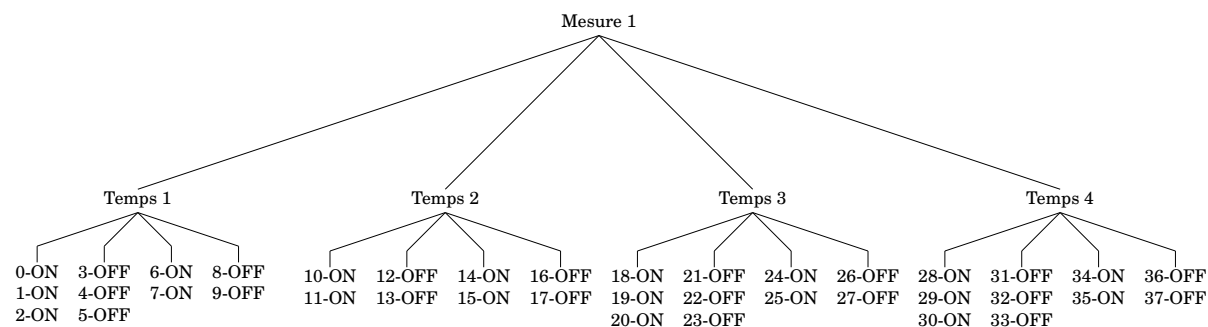 Mesure 1
Temps 1 Temps 2 Temps 3 Temps 4
0-ON 3-OFF 6-ON 8-OFF 10-ON 12-OFF 14-ON 16-OFF 18-ON 21-OFF 24-ON 26-OFF 28-ON 31-OFF 34-ON 36-OFF
1-ON 4-OFF 7-ON 9-OFF 11-ON 13-OFF 15-ON 17-OFF 19-ON 22-OFF 25-ON 27-OFF 29-ON 32-OFF 35-ON 37-OFF
2-ON 5-OFF 20-ON 23-OFF 30-ON 33-OFF